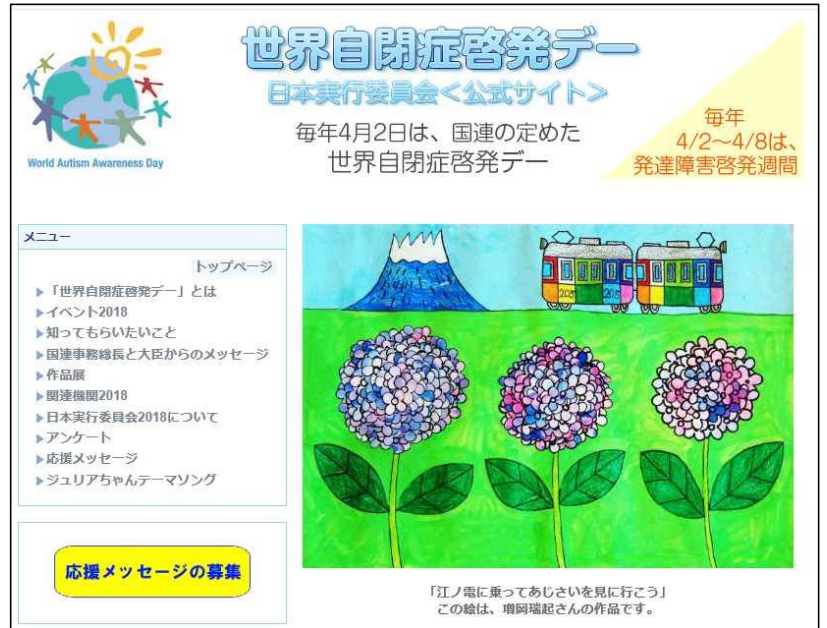 世界自閉症啓発デー
日本実行委員会<公式サイト>
毎年4月2日は、国連の定めた
世界自閉症啓発デー
毎年
4/2～4/8は、
発達障害啓発週間
World Autism Awareness Day
メニュー
トップページ
「世界自閉症啓発デー」とは
イベント2018
知ってもらいたいこと
国連事務総長と大臣からのメッセージ
作品展
関連機関2018
日本実行委員会2018について
アンケート
応援メッセージ
ジュリアちゃんテーマソング
応援メッセージの募集
「江ノ電に乗ってあじさいを見に行こう」
この絵は、増岡瑞起さんの作品です。